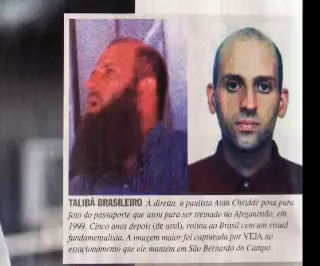 TALIBÃ BRASILEIRO À direita, o paulista Alan Cheidde posa para
foto do passaporte que usou para ser treinado no Afeganistão, em
1999. Cinco anos depois (de azul), voltou ao Brasil com um visual
fundamentalista. A imagem maior foi capturada por VEJA no
estacionamento que ele mantém em São Bernardo do Campo